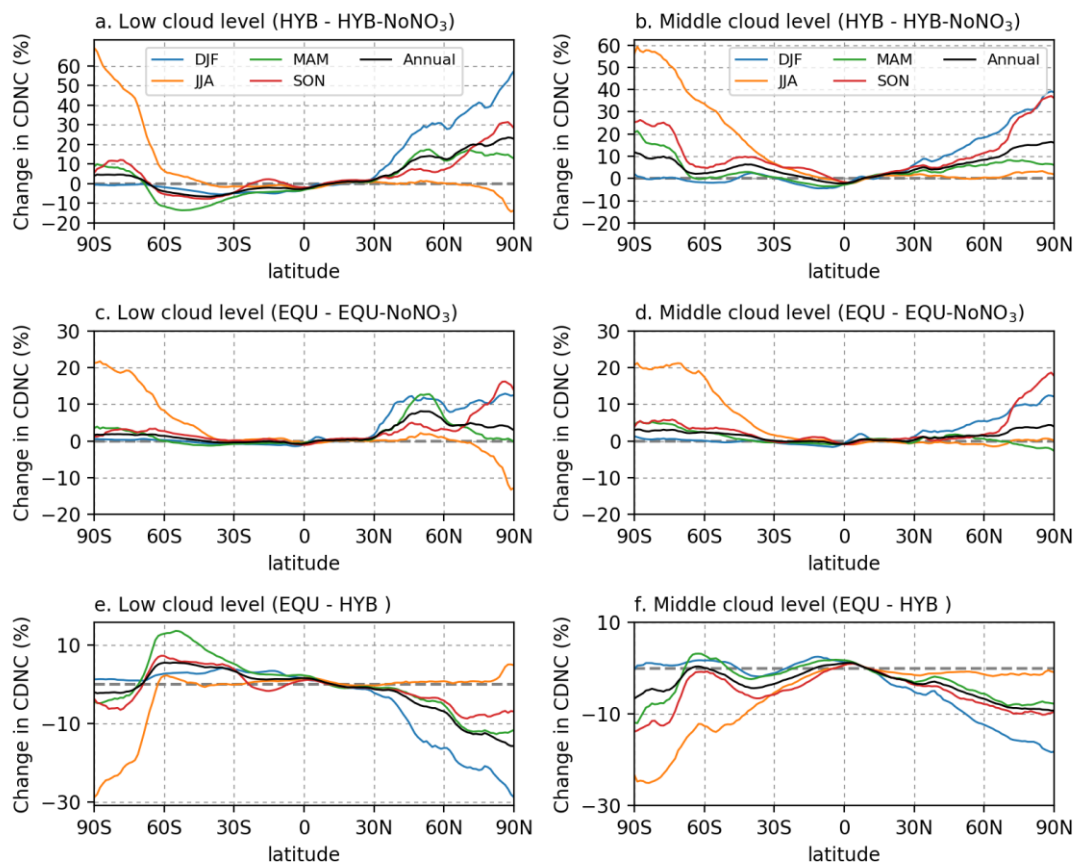 a. Low cloud level (HYB - HYB-NoNO₃)
Change in CDNC (%)
60
50
40
30
20
10
0
−10
−20
DJF
JJA
MAM
SON
Annual
90S 60S 30S 0 30N 60N 90N
latitude
b. Middle cloud level (HYB - HYB-NoNO₃)
Change in CDNC (%)
60
50
40
30
20
10
0
−10
−20
DJF
JJA
MAM
SON
Annual
90S 60S 30S 0 30N 60N 90N
latitude
c. Low cloud level (EQU - EQU-NoNO₃)
Change in CDNC (%)
30
20
10
0
−10
−20
90S 60S 30S 0 30N 60N 90N
latitude
d. Middle cloud level (EQU - EQU-NoNO₃)
Change in CDNC (%)
30
20
10
0
−10
−20
90S 60S 30S 0 30N 60N 90N
latitude
e. Low cloud level (EQU - HYB )
Change in CDNC (%)
10
−10
−30
90S 60S 30S 0 30N 60N 90N
latitude
f. Middle cloud level (EQU - HYB )
Change in CDNC (%)
10
−10
−30
90S 60S 30S 0 30N 60N 90N
latitude